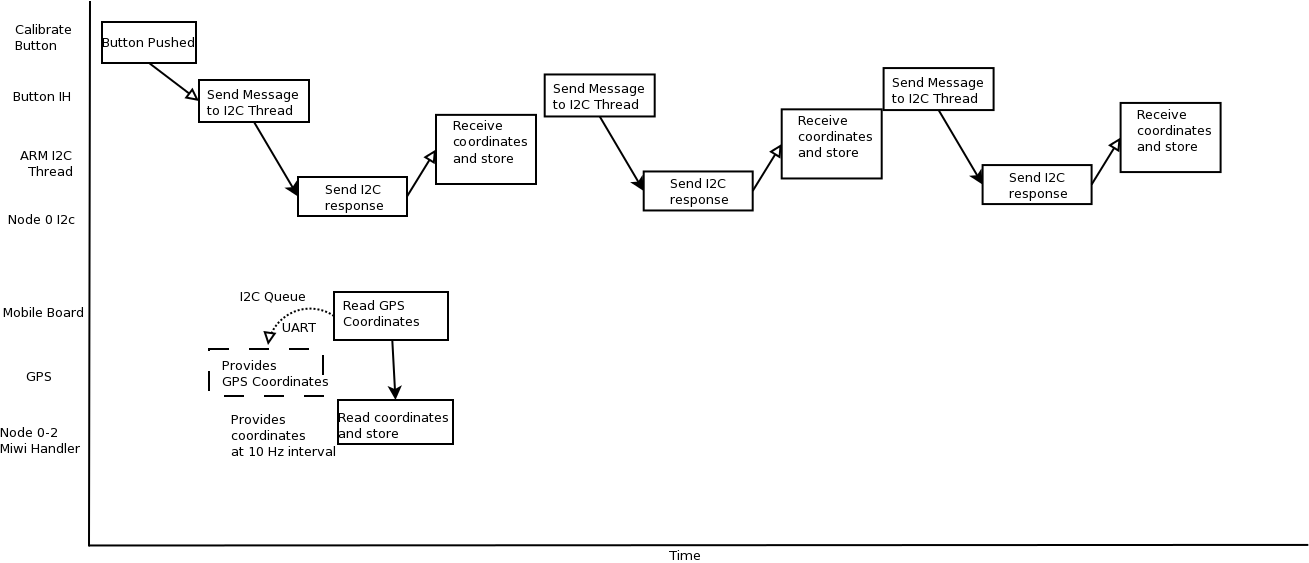 Calibrate
Button
Button Pushed
Button IH
Send Message
to I2C Thread
Send Message
to I2C Thread
Send Message
to I2C Thread
ARM I2C
Thread
Receive
coordinates
and store
Receive
coordinates
and store
Receive
coordinates
and store
Node 0 I2c
Send I2C
response
Send I2C
response
Send I2C
response
Mobile Board
I2C Queue
UART
Read GPS
Coordinates
GPS
Provides
GPS Coordinates
Node 0-2
Miwi Handler
Provides
coordinates
at 10 Hz interval
Read coordinates
and store
Time